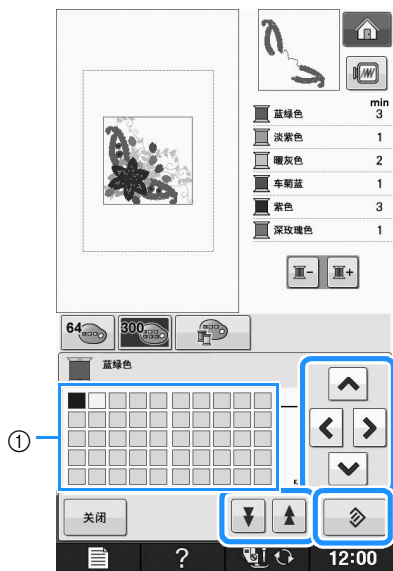 min
蓝绿色 3
淡紫色 1
暖灰色 2
车菊蓝 1
紫色 3
深玫瑰色 1
64 300
蓝绿色
①
关闭
? 12:00